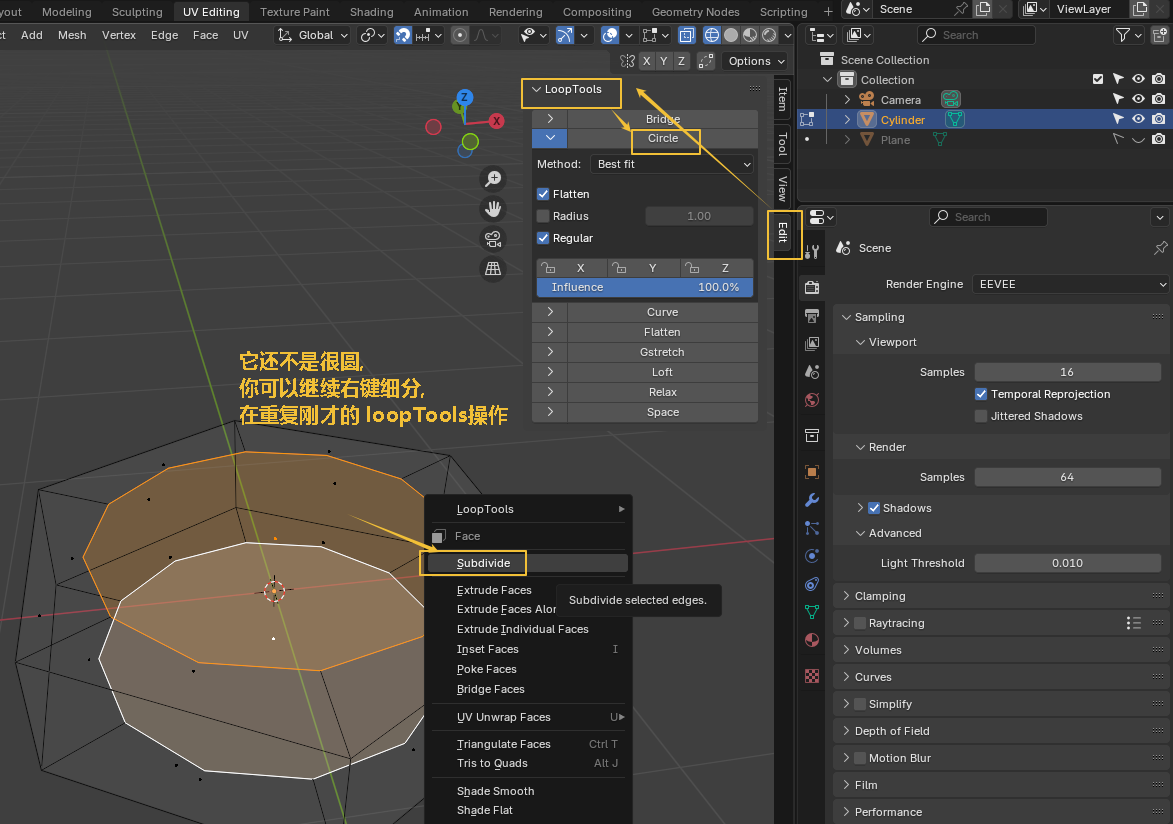 yout Modeling Sculpting UV Editing Texture Paint Shading Animation Rendering Compositing Geometry Nodes Scripting + Scene ViewLayer
ct Add Mesh Vertex Edge Face UV Global
Search
X Y Z Options
Scene Collection
Collection
Camera
Cylinder
Plane
LoopTools
Bridge
Circle
Method: Best fit
Flatten
Radius 1.00
Regular
X Y Z
Influence 100.0%
Curve
Flatten
Gstretch
Loft
Relax
Space
Item
Tool
View
Edit
Z
Y
X
它还不是很圆,
你可以继续右键细分,
在重复刚才的 loopTools操作
LoopTools
Face
Subdivide
Subdivide selected edges.
Extrude Faces
Extrude Faces Alon
Extrude Individual Faces
Inset Faces I
Poke Faces
Bridge Faces
UV Unwrap Faces U
Triangulate Faces Ctrl T
Tris to Quads Alt J
Shade Smooth
Shade Flat
Search
Scene
Render Engine EEVEE
Sampling
Viewport
Samples 16
Temporal Reprojection
Jittered Shadows
Render
Samples 64
Shadows
Advanced
Light Threshold 0.010
Clamping
Raytracing
Volumes
Curves
Simplify
Depth of Field
Motion Blur
Film
Performance